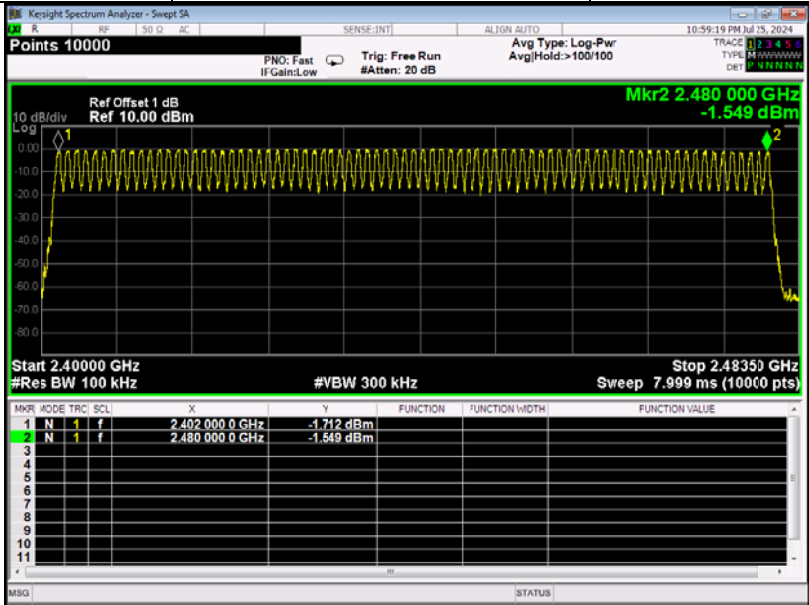 Keysight Spectrum Analyzer - Swept SA
R RF 50 Ω AC SENSE:INT ALIGN AUTO 10:59:19 PM Jul 25, 2024
Points 10000
Avg Type: Log-Pwr
TRACE 1 2 3 4 5 6
PNO: Fast Trig: Free Run
Avg|Hold:>100/100
TYPE M
IFGain:Low #Atten: 20 dB
DET P N N N N N
Mkr2 2.480 000 GHz
Ref Offset 1 dB
-1.549 dBm
10 dB/div Ref 10.00 dBm
Log
1
2
0.00
-10.0
-20.0
-30.0
-40.0
-50.0
-60.0
-70.0
-80.0
Start 2.40000 GHz Stop 2.48350 GHz
#Res BW 100 kHz #VBW 300 kHz Sweep 7.999 ms (10000 pts)
MKR MODE TRC SCL X Y FUNCTION FUNCTION WIDTH FUNCTION VALUE
1 N 1 f 2.402 000 0 GHz -1.712 dBm
2 N 1 f 2.480 000 0 GHz -1.549 dBm
3
4
5
6
7
8
9
10
11
MSG STATUS